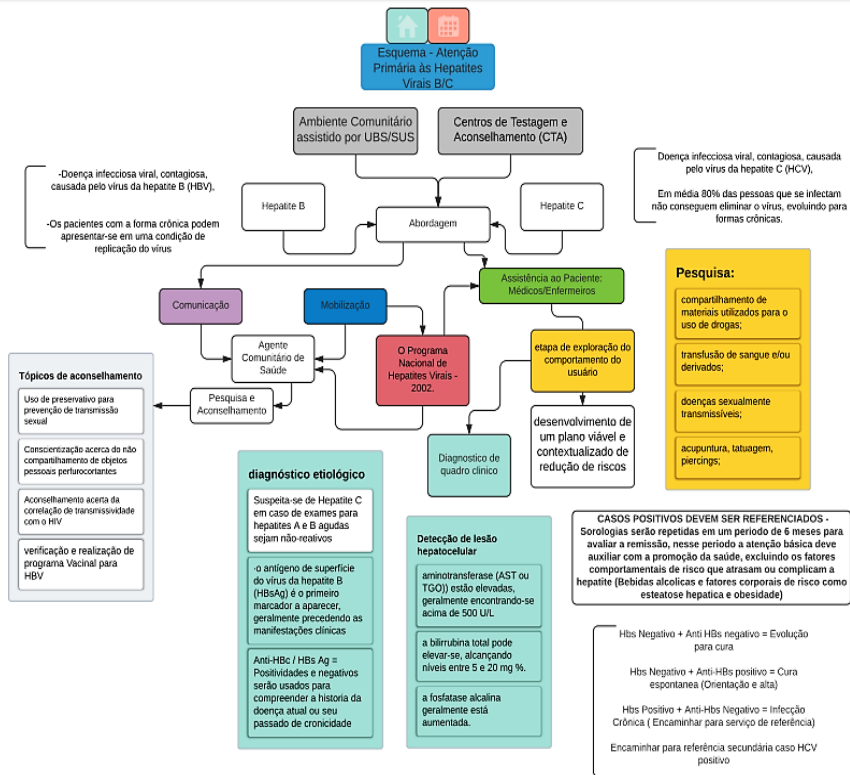 Esquema - Atenção
Primária às Hepatites
Virais B/C
Ambiente Comunitário
assistido por UBS/SUS
Centros de Testagem e
Aconselhamento (CTA)
-Doença infecciosa viral, contagiosa,
causada pelo vírus da hepatite B (HBV),
-Os pacientes com a forma crônica podem
apresentar-se em uma condição de
replicação do vírus
Hepatite B
Abordagem
Hepatite C
Doença infecciosa viral, contagiosa, causada
pelo vírus da hepatite C (HCV),
Em média 80% das pessoas que se infectam
não conseguem eliminar o vírus, evoluindo para
formas crônicas.
Comunicação
Mobilização
Assistência ao Paciente:
Médicos/Enfermeiros
Agente
Comunitário de
Saúde
O Programa
Nacional de
Hepatites Virais -
2002.
etapa de exploração do
comportamento do
usuário
Pesquisa e
Aconselhamento
Diagnostico de
quadro clinico
desenvolvimento de
um plano viável e
contextualizado de
redução de riscos
Pesquisa:
compartilhamento de
materiais utilizados para o
uso de drogas;
transfusão de sangue e/ou
derivados;
doenças sexualmente
transmissíveis;
acupuntura, tatuagem,
piercings;
Tópicos de aconselhamento
Uso de preservativo para
prevenção de transmissão
sexual
Conscientização acerca do não
compartilhamento de objetos
pessoais perfurocortantes
Aconselhamento acerta da
correlação de transmissividade
com o HIV
verificação e realização de
programa Vacinal para
HBV
diagnóstico etiológico
Suspeita-se de Hepatite C
em caso de exames para
hepatites A e B agudas
sejam não-reativos
·o antígeno de superfície
do vírus da hepatite B
(HBsAg) é o primeiro
marcador a aparecer,
geralmente precedendo as
manifestações clínicas
Anti-HBc / HBs Ag =
Positividades e negativos
serão usados para
compreender a historia da
doença atual ou seu
passado de cronicidade
Detecção de lesão
hepatocelular
aminotransferase (AST ou
TGO)) estão elevadas,
geralmente encontrando-se
acima de 500 U/L
a bilirrubina total pode
elevar-se, alcançando
níveis entre 5 e 20 mg %.
a fosfatase alcalina
geralmente está
aumentada.
CASOS POSITIVOS DEVEM SER REFERENCIADOS -
Sorologias serão repetidas em um periodo de 6 meses para
avaliar a remissão, nesse periodo a atenção básica deve
auxiliar com a promoção da saúde, excluindo os fatores
comportamentais de risco que atrasam ou complicam a
hepatite (Bebidas alcolicas e fatores corporais de risco como
esteatose hepatica e obesidade)
Hbs Negativo + Anti HBs negativo = Evolução
para cura
Hbs Negativo + Anti-HBs positivo = Cura
espontanea (Orientação e alta)
Hbs Positivo + Anti-Hbs Negativo = Infecção
Crônica ( Encaminhar para serviço de referência)
Encaminhar para referência secundária caso HCV
positivo